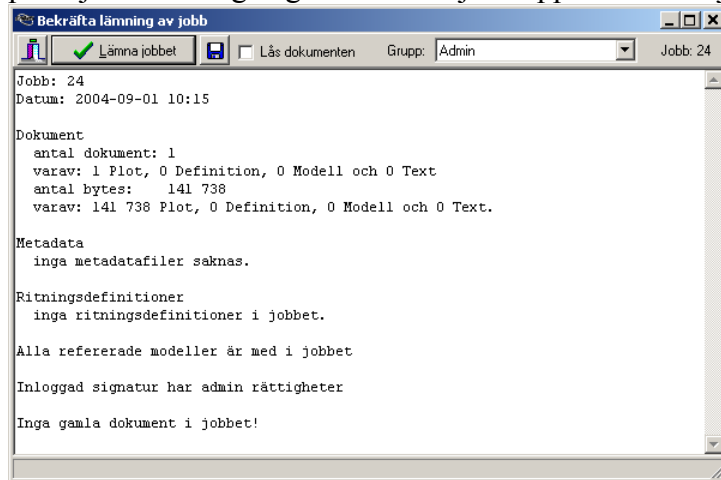 Bekräfta lämning av jobb
Lämna jobbet Lås dokumenten Grupp: Admin Jobb: 24
Jobb: 24
Datum: 2004-09-01 10:15
Dokument
antal dokument: 1
varav: 1 Plot, 0 Definition, 0 Modell och 0 Text
antal bytes: 141 738
varav: 141 738 Plot, 0 Definition, 0 Modell och 0 Text.
Metadata
inga metadatafiler saknas.
Ritningsdefinitioner
inga ritningsdefinitioner i jobbet.
Alla refererade modeller är med i jobbet
Inloggad signatur har admin rättigheter
Inga gamla dokument i jobbet!